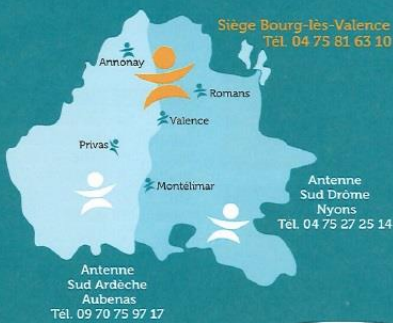 Siège Bourg-lès-Valence
Tél. 04 75 81 63 10
Annonay
Romans
Valence
Privas
Montélimar
Antenne
Sud Drôme
Nyons
Tél. 04 75 27 25 14
Antenne
Sud Ardèche
Aubenas
Tél. 09 70 75 97 17